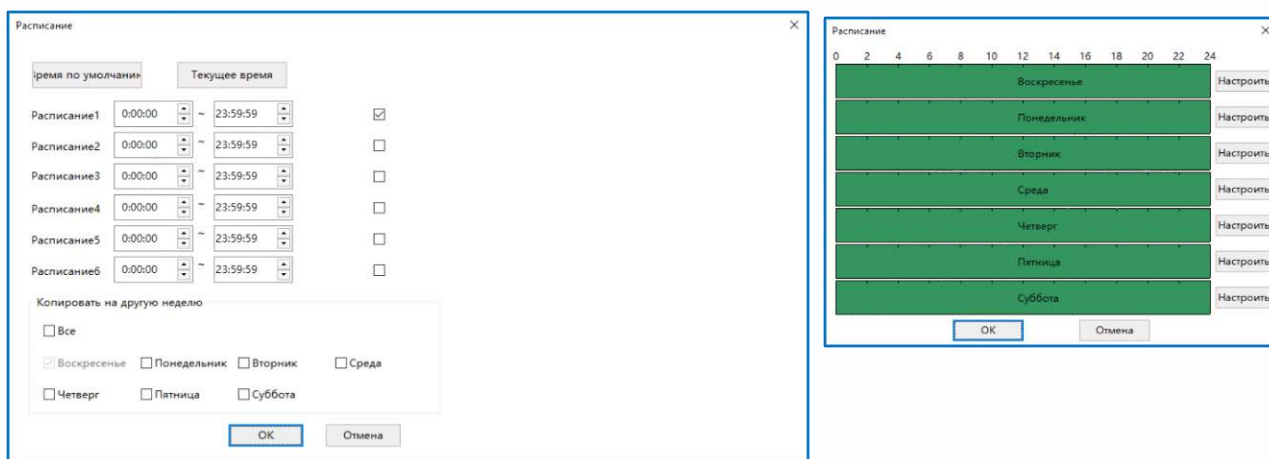 Расписание
Время по умолчанию Текущее время
Расписание1 0:00:00 ~ 23:59:59
Расписание2 0:00:00 ~ 23:59:59
Расписание3 0:00:00 ~ 23:59:59
Расписание4 0:00:00 ~ 23:59:59
Расписание5 0:00:00 ~ 23:59:59
Расписание6 0:00:00 ~ 23:59:59
Копировать на другую неделю
Все
Воскресенье Понедельник Вторник Среда
Четверг Пятница Суббота
OK Отмена
Расписание
0 2 4 6 8 10 12 14 16 18 20 22 24
Воскресенье Настроить
Понедельник Настроить
Вторник Настроить
Среда Настроить
Четверг Настроить
Пятница Настроить
Суббота Настроить
OK Отмена